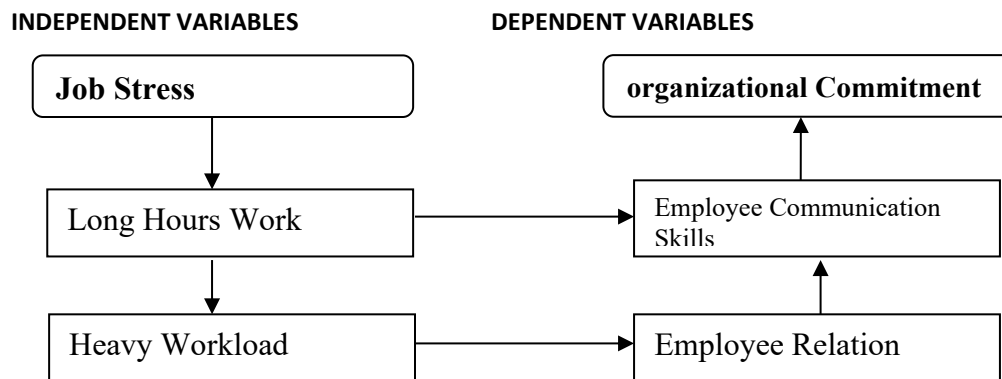 INDEPENDENT VARIABLES
DEPENDENT VARIABLES
Job Stress
organizational Commitment
Long Hours Work
Employee Communication
Skills
Heavy Workload
Employee Relation